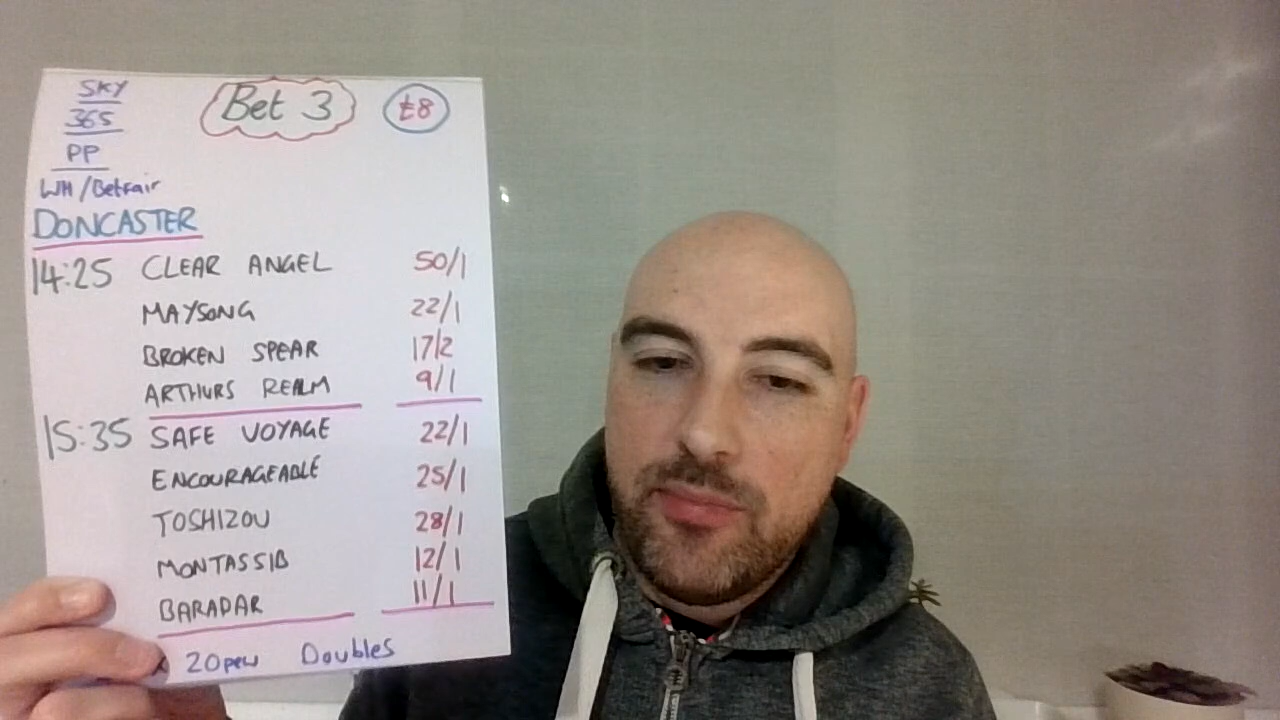 SKY
365
PP
WH/Betfair
Bet 3
£8
DONCASTER
14:25 CLEAR ANGEL 50/1
MAYSONG 22/1
BROKEN SPEAR 17/2
ARTHURS REALM 9/1
15:35 SAFE VOYAGE 22/1
ENCOURAGEABLE 25/1
TOSHIZOU 28/1
MONTASSIB 12/1
BARADAR 11/1
20pew Doubles